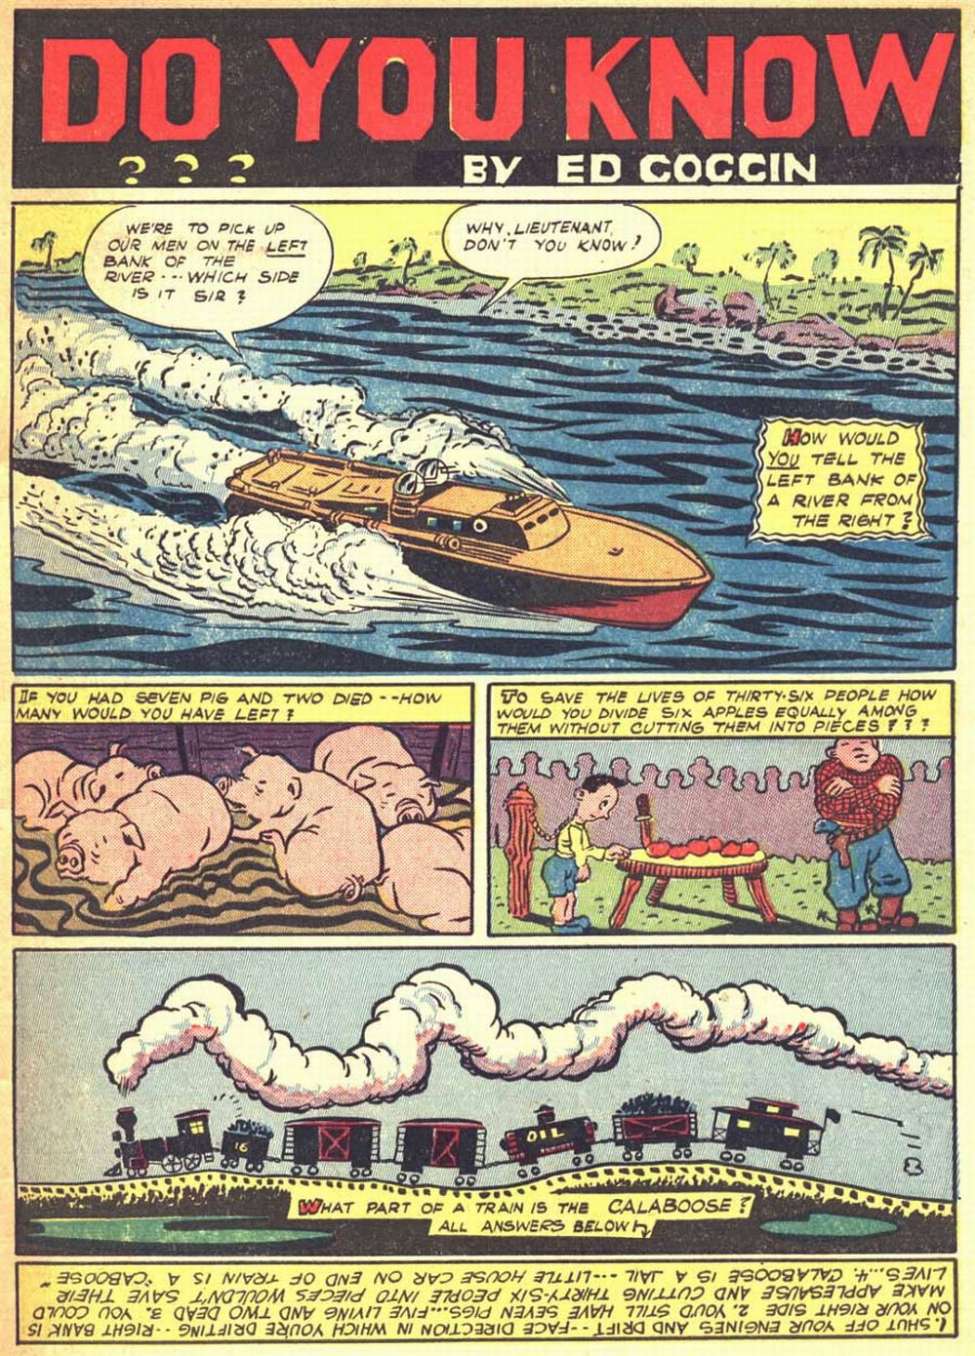 DO YOU KNOW
? ? ? BY ED COGGIN
WE'RE TO PICK UP
OUR MEN ON THE LEFT
BANK OF THE
RIVER --- WHICH SIDE
IS IT SIR?
WHY, LIEUTENANT,
DON'T YOU KNOW?
HOW WOULD
YOU TELL THE
LEFT BANK OF
A RIVER FROM
THE RIGHT?
IF YOU HAD SEVEN PIG AND TWO DIED --HOW
MANY WOULD YOU HAVE LEFT?
TO SAVE THE LIVES OF THIRTY-SIX PEOPLE HOW
WOULD YOU DIVIDE SIX APPLES EQUALLY AMONG
THEM WITHOUT CUTTING THEM INTO PIECES???
16
OIL
WHAT PART OF A TRAIN IS THE CALABOOSE?
ALL ANSWERS BELOW
1. SHUT OFF YOUR ENGINES AND DRIFT--FACE DIRECTION IN WHICH YOU'RE DRIFTING--RIGHT BANK IS
ON YOUR RIGHT SIDE 2. YOU'D STILL HAVE SEVEN PIGS...FIVE LIVING AND TWO DEAD 3. YOU COULD
MAKE APPLESAUSE AND CUTTING THIRTY-SIX PEOPLE INTO PIECES WOULDN'T SAVE THEIR
LIVES...4. CALABOOSE IS A JAIL ---LITTLE HOUSE CAR ON END OF TRAIN IS A "CABOOSE"